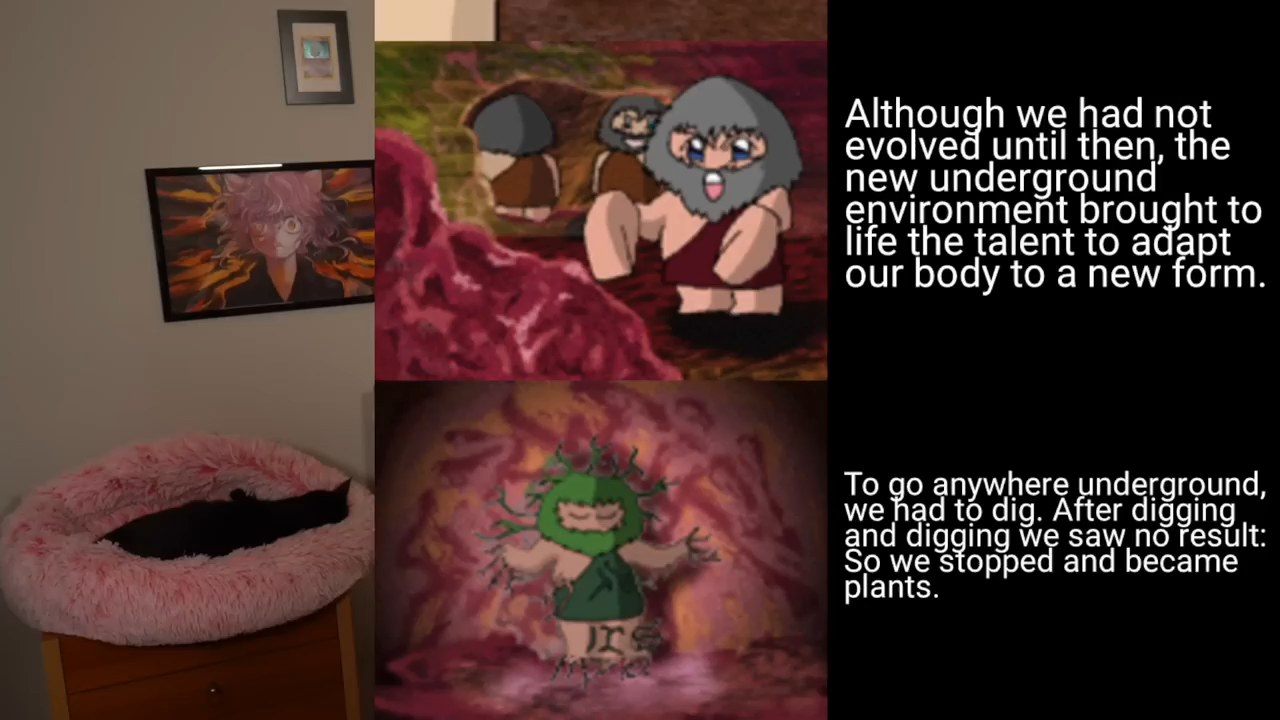 Although we had not
evolved until then, the
new underground
environment brought to
life the talent to adapt
our body to a new form.
To go anywhere underground,
we had to dig. After digging
and digging we saw no result:
So we stopped and became
plants.